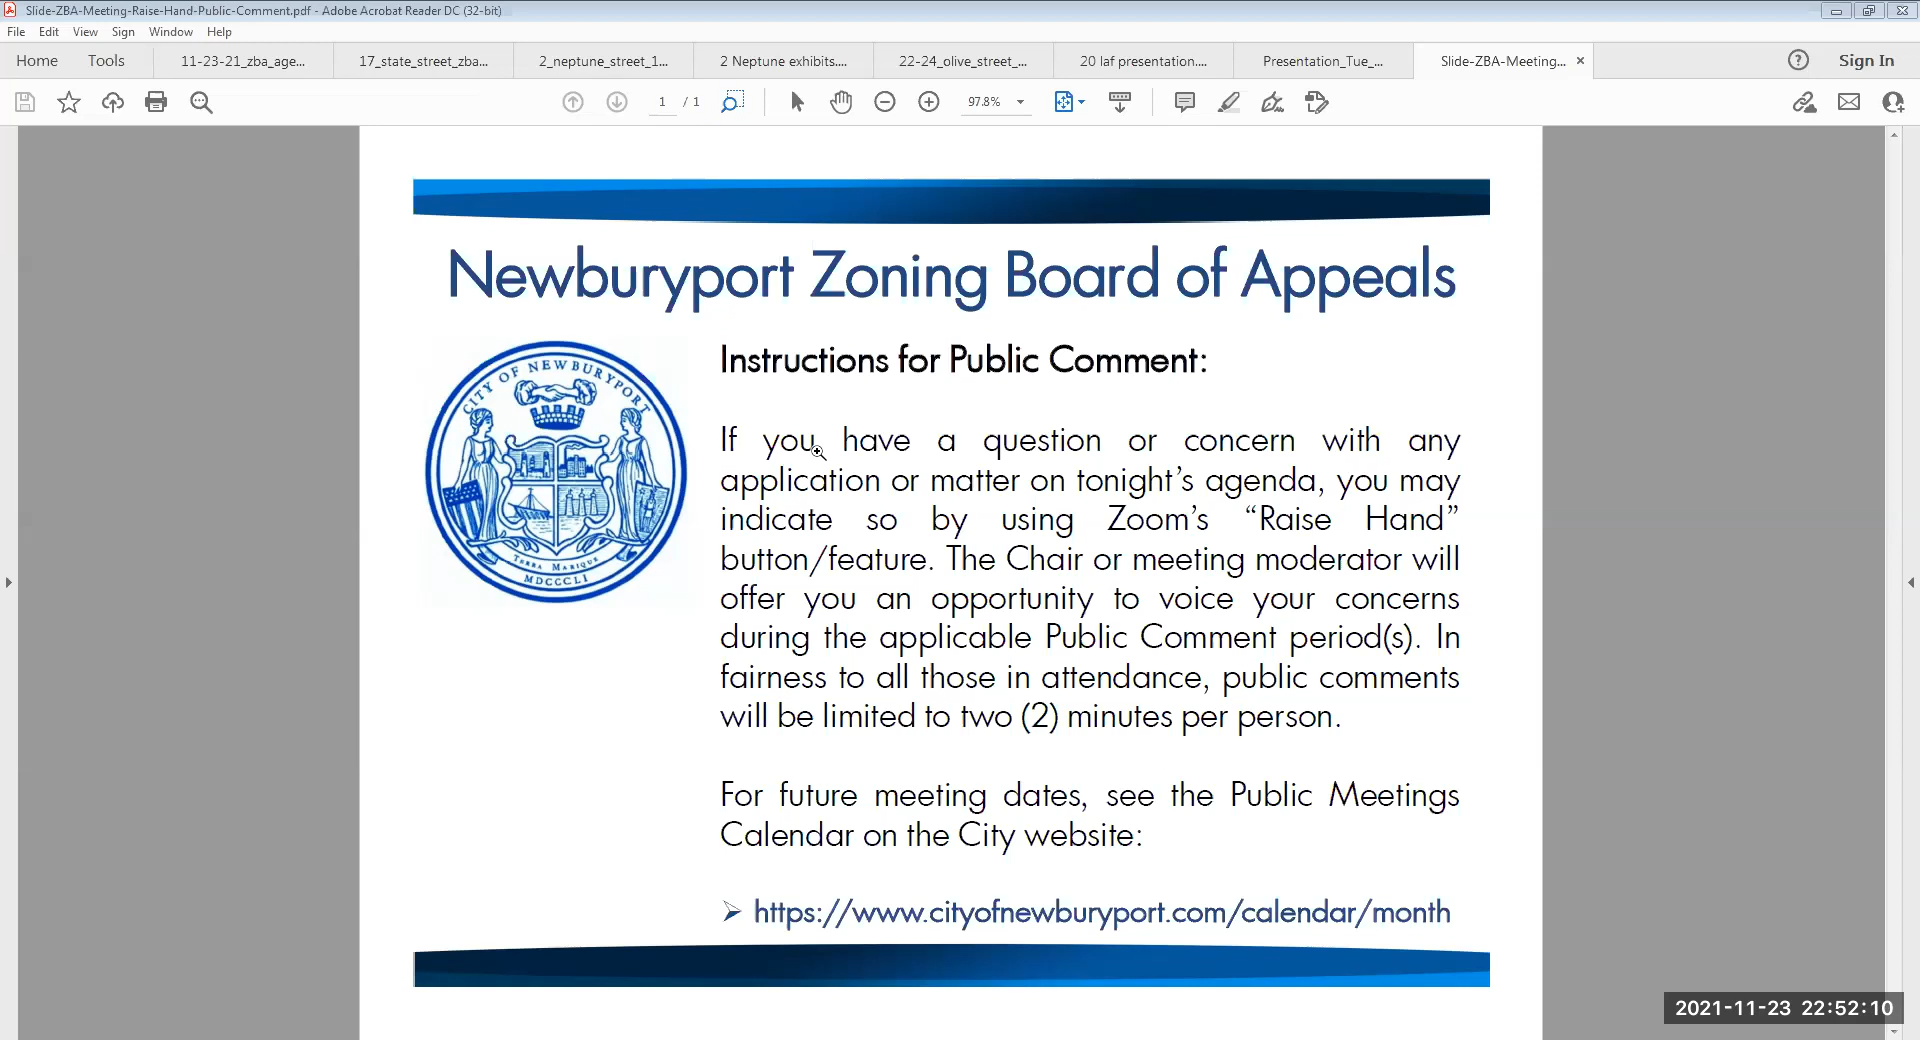 Slide-ZBA-Meeting-Raise-Hand-Public-Comment.pdf - Adobe Acrobat Reader DC (32-bit)
File Edit View Sign Window Help
Home Tools 11-23-21_zba_age... 17_state_street_zba... 2_neptune_street_1... 2 Neptune exhibits.... 22-24_olive_street_... 20 laf presentation.... Presentation_Tue_... Slide-ZBA-Meeting... Sign In
1 / 1 97.8%
Newburyport Zoning Board of Appeals
CITY OF NEWBURYPORT
TERRA MARIQUE
MDCCCLI
Instructions for Public Comment:
If you have a question or concern with any
application or matter on tonight's agenda, you may
indicate so by using Zoom's “Raise Hand”
button/feature. The Chair or meeting moderator will
offer you an opportunity to voice your concerns
during the applicable Public Comment period(s). In
fairness to all those in attendance, public comments
will be limited to two (2) minutes per person.
For future meeting dates, see the Public Meetings
Calendar on the City website:
https://www.cityofnewburyport.com/calendar/month
2021-11-23 22:52:10